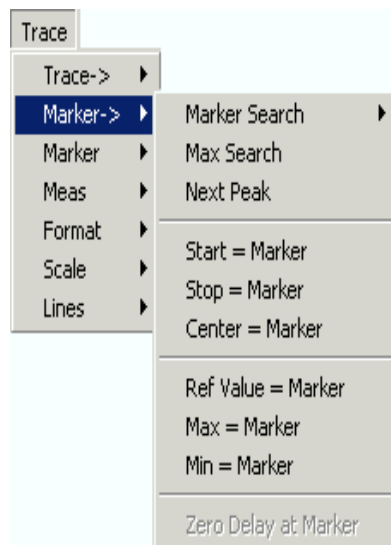 Trace
Trace->
Marker->
Marker
Meas
Format
Scale
Lines
Marker Search
Max Search
Next Peak
Start = Marker
Stop = Marker
Center = Marker
Ref Value = Marker
Max = Marker
Min = Marker
Zero Delay at Marker